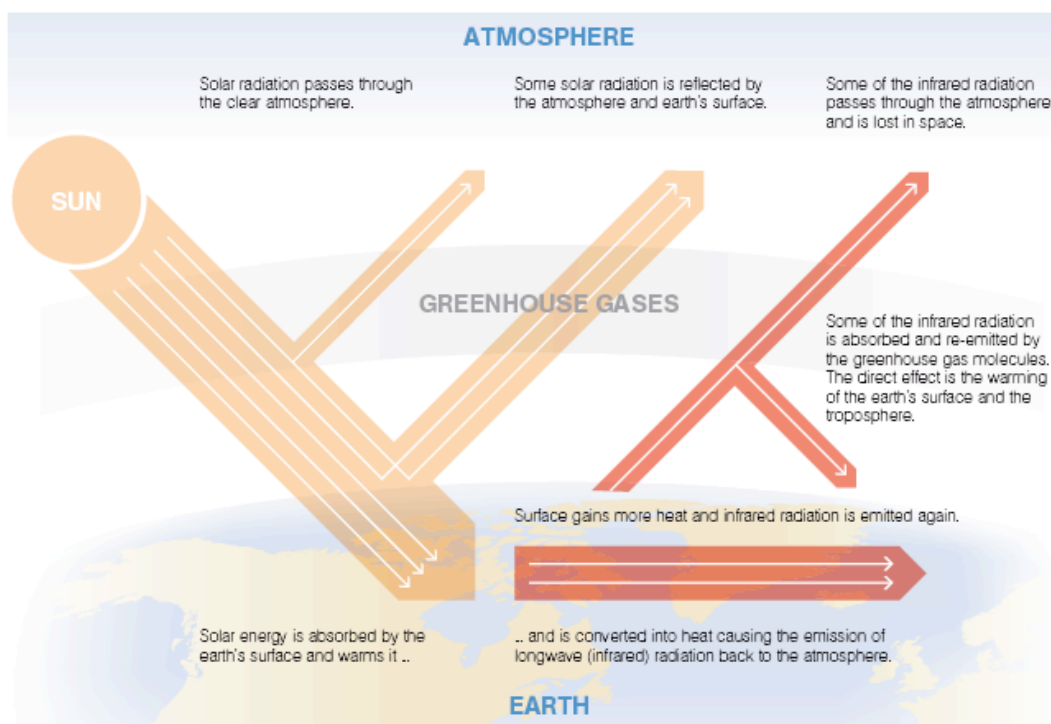 ATMOSPHERE
Solar radiation passes through
the clear atmosphere.
Some solar radiation is reflected by
the atmosphere and earth's surface.
Some of the infrared radiation
passes through the atmosphere
and is lost in space.
SUN
GREENHOUSE GASES
Some of the infrared radiation
is absorbed and re-emitted by
the greenhouse gas molecules.
The direct effect is the warming
of the earth's surface and the
troposphere.
Surface gains more heat and infrared radiation is emitted again.
Solar energy is absorbed by the
earth's surface and warms it ..
.. and is converted into heat causing the emission of
longwave (infrared) radiation back to the atmosphere.
EARTH